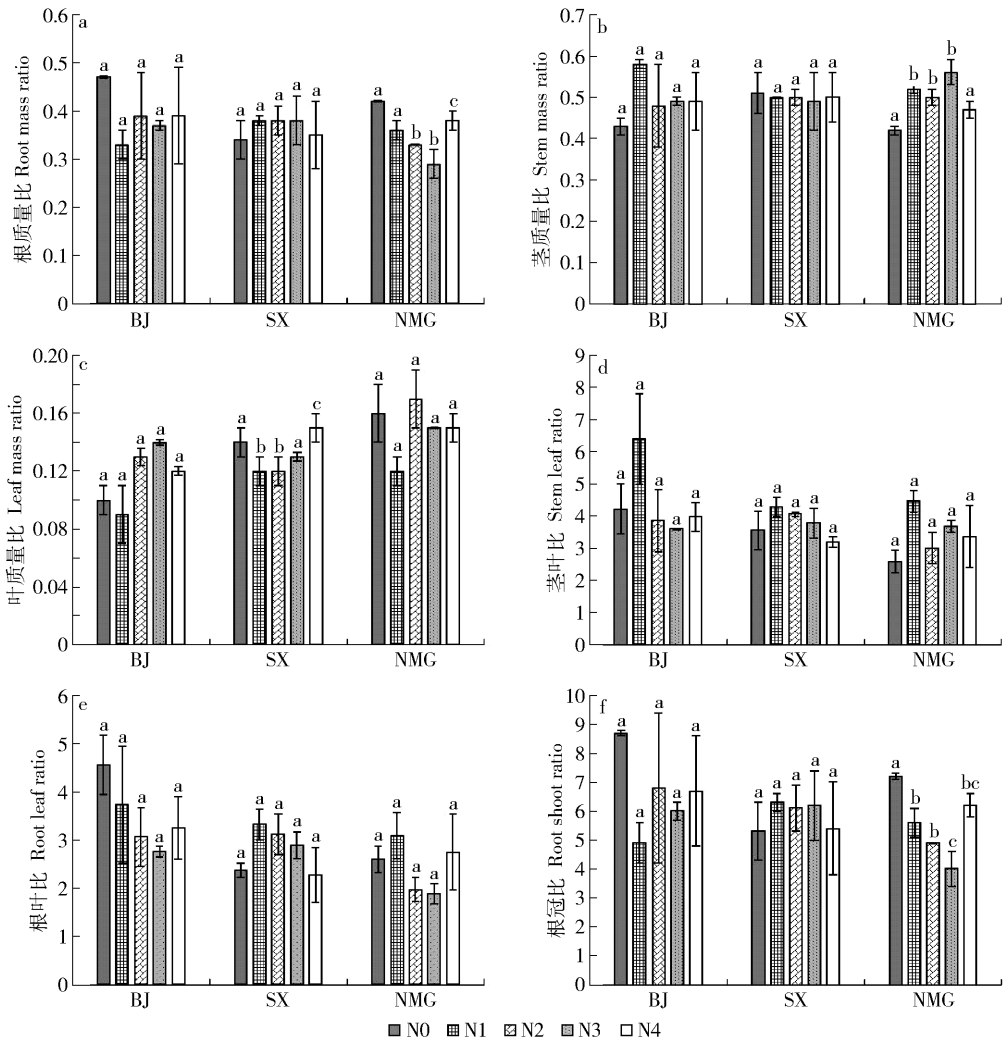 a
根质量比 Root mass ratio
0.6
0.5
0.4
0.3
0.2
0.1
0
a a a a a
a a a a a
a a b b c
BJ SX NMG
b
茎质量比 Stem mass ratio
0.7
0.6
0.5
0.4
0.3
0.2
0.1
0
a a a a a
a a a a a
a b b b a
BJ SX NMG
c
叶质量比 Leaf mass ratio
0.20
0.16
0.12
0.08
0.04
0
a a a a a
a b b a c
a a a a a
BJ SX NMG
d
茎叶比 Stem leaf ratio
9
8
7
6
5
4
3
2
1
0
a a a a a
a a a a a
a a a a a
BJ SX NMG
e
根叶比 Root leaf ratio
6
5
4
3
2
1
0
a a a a a
a a a a a
a a a a a
BJ SX NMG
f
根冠比 Root shoot ratio
10
9
8
7
6
5
4
3
2
1
0
a a a a a
a a a a a
a b b c bc
BJ SX NMG
N0 N1 N2 N3 N4